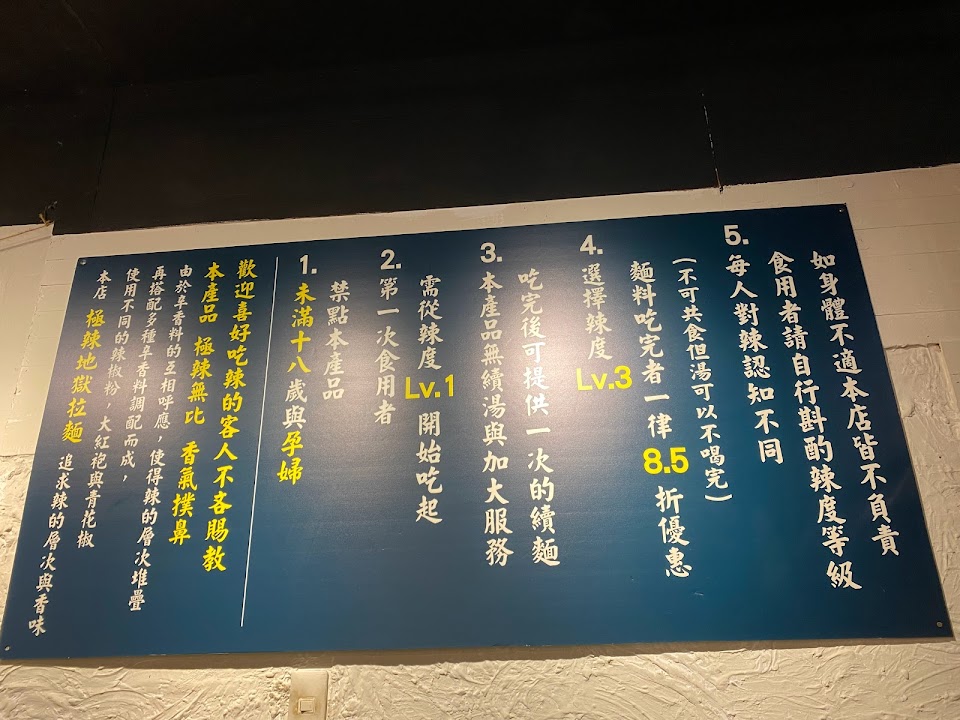 本店 極辣地獄拉麵 追求辣的層次與香味
使用不同的辣椒粉，大紅袍與青花椒
再搭配多種辛香料調配而成，
由於辛香料的互相呼應，使得辣的層次堆疊
本產品 極辣無比 香氣撲鼻
歡迎喜好吃辣的客人不吝賜教
1. 未滿十八歲與孕婦
禁點本產品
2. 第一次食用者
需從辣度 Lv.1 開始吃起
3. 本產品無續湯與加大服務
吃完後可提供一次的續麵
4. 選擇辣度 Lv.3
麵料吃完者一律 8.5 折優惠
(不可共食但湯可以不喝完)
5. 每人對辣認知不同
食用者請自行斟酌辣度等級
如身體不適本店皆不負責